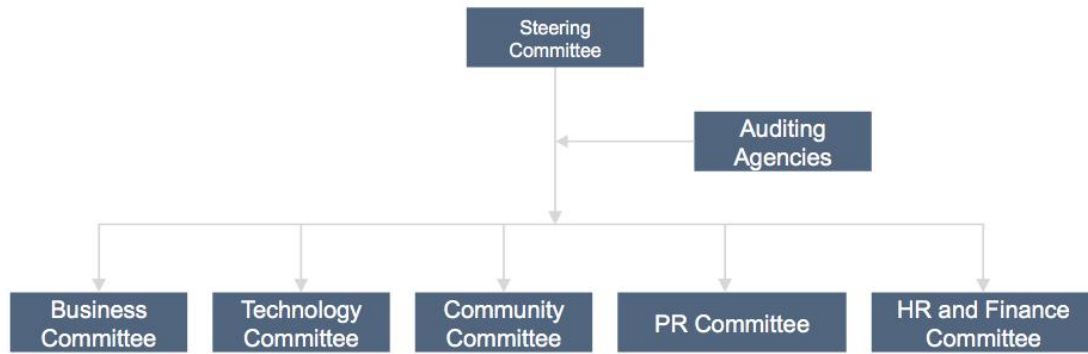 Steering
Committee
Auditing
Agencies
Business
Committee
Technology
Committee
Community
Committee
PR Committee
HR and Finance
Committee